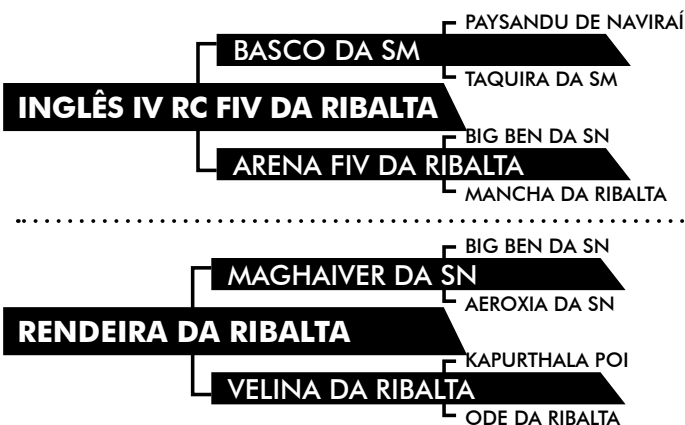 PAYSANDU DE NAVIRAÍ
BASCO DA SM
TAQUIRA DA SM
INGLÊS IV RC FIV DA RIBALTA
BIG BEN DA SN
ARENA FIV DA RIBALTA
MANCHA DA RIBALTA
BIG BEN DA SN
MAGHAIVER DA SN
AEROXIA DA SN
RENDEIRA DA RIBALTA
KAPURTHALA POI
VELINA DA RIBALTA
ODE DA RIBALTA